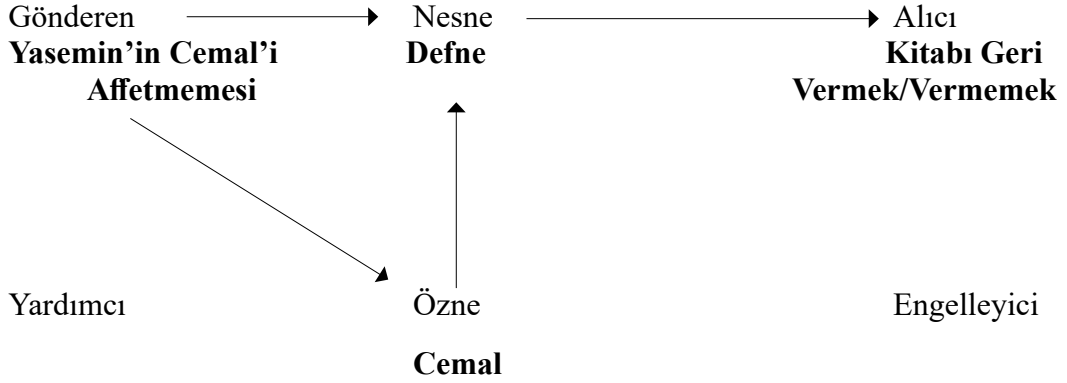 Gönderen Nesne Alıcı
Yasemin’in Cemal’i Defne Kitabı Geri
Affetmemesi Vermek/Vermemek
Yardımcı Özne Engelleyici
Cemal